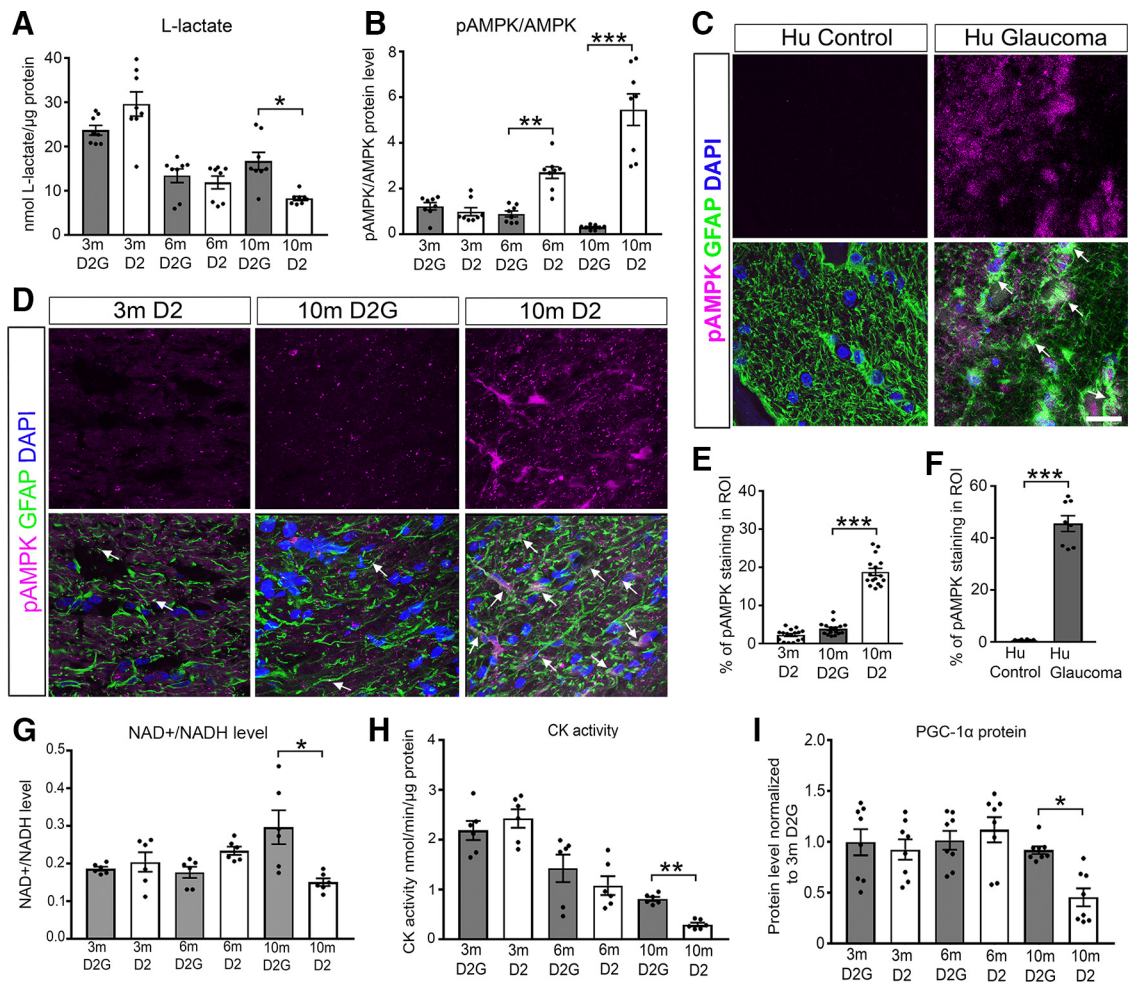 A
L-lactate
nmol L-lactate/µg protein
40
30
20
10
0
*
3m 3m 6m 6m 10m 10m
D2G D2 D2G D2 D2G D2
B
pAMPK/AMPK
pAMPK/AMPK protein level
8
6
4
2
0
**
***
3m 3m 6m 6m 10m 10m
D2G D2 D2G D2 D2G D2
C
Hu Control Hu Glaucoma
pAMPK GFAP DAPI
D
3m D2 10m D2G 10m D2
pAMPK GFAP DAPI
E
% of pAMPK staining in ROI
40
30
20
10
0
***
3m 10m 10m
D2 D2G D2
F
% of pAMPK staining in ROI
60
40
20
0
***
Hu Hu
Control Glaucoma
G
NAD+/NADH level
NAD+/NADH level
0.5
0.4
0.3
0.2
0.1
0.0
*
3m 3m 6m 6m 10m 10m
D2G D2 D2G D2 D2G D2
H
CK activity
CK activity nmol/min/µg protein
4
3
2
1
0
**
3m 3m 6m 6m 10m 10m
D2G D2 D2G D2 D2G D2
I
PGC-1α protein
Protein level normalized
to 3m D2G
2.0
1.5
1.0
0.5
0.0
*
3m 3m 6m 6m 10m 10m
D2G D2 D2G D2 D2G D2